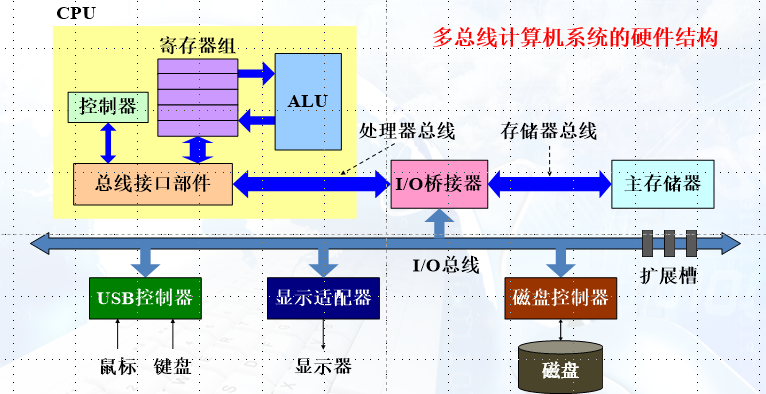 CPU
多总线计算机系统的硬件结构
寄存器组
控制器
ALU
处理器总线
存储器总线
总线接口部件
I/O桥接器
主存储器
I/O总线
扩展槽
USB控制器
显示适配器
磁盘控制器
鼠标
键盘
显示器
磁盘